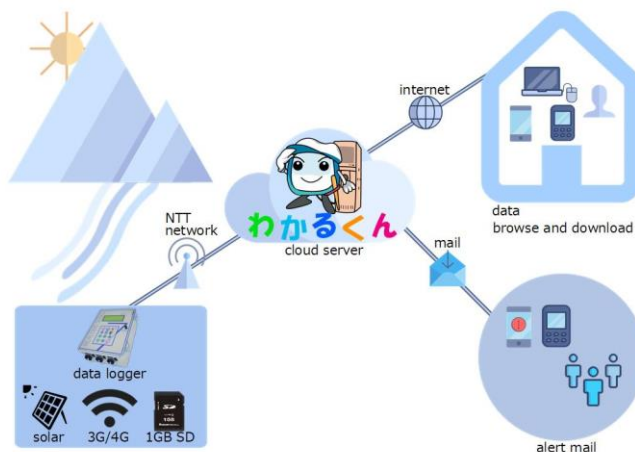 internet
NTT
network
わかるくん
cloud server
data
browse and download
mail
data logger
solar
3G/4G
1GB SD
alert mail